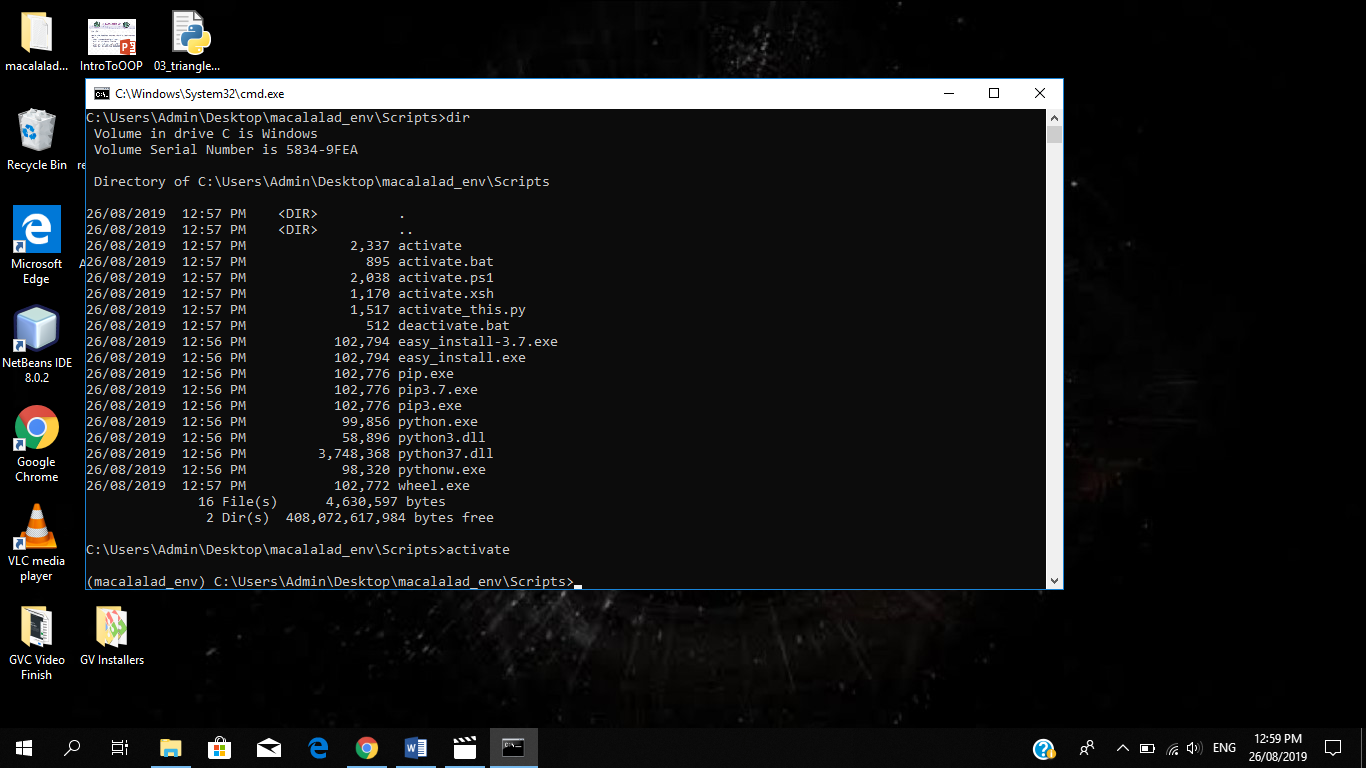 macalalad...
IntroToOOP
03_triangle...
C:\Windows\System32\cmd.exe
C:\Users\Admin\Desktop\macalalad_env\Scripts>dir
Volume in drive C is Windows
Volume Serial Number is 5834-9FEA
Directory of C:\Users\Admin\Desktop\macalalad_env\Scripts
26/08/2019  12:57 PM    <DIR>          .
26/08/2019  12:57 PM    <DIR>          ..
26/08/2019  12:57 PM             2,337 activate
26/08/2019  12:57 PM               895 activate.bat
26/08/2019  12:57 PM             2,038 activate.ps1
26/08/2019  12:57 PM             1,170 activate.xsh
26/08/2019  12:57 PM             1,517 activate_this.py
26/08/2019  12:57 PM               512 deactivate.bat
26/08/2019  12:56 PM           102,794 easy_install-3.7.exe
26/08/2019  12:56 PM           102,794 easy_install.exe
26/08/2019  12:56 PM           102,776 pip.exe
26/08/2019  12:56 PM           102,776 pip3.7.exe
26/08/2019  12:56 PM           102,776 pip3.exe
26/08/2019  12:56 PM            99,856 python.exe
26/08/2019  12:56 PM            58,896 python3.dll
26/08/2019  12:56 PM         3,748,368 python37.dll
26/08/2019  12:56 PM            98,320 pythonw.exe
26/08/2019  12:56 PM           102,772 wheel.exe
16 File(s)      4,630,597 bytes
2 Dir(s)  408,072,617,984 bytes free
C:\Users\Admin\Desktop\macalalad_env\Scripts>activate
(macalalad_env) C:\Users\Admin\Desktop\macalalad_env\Scripts>
Recycle Bin
re
Microsoft
Edge
A
NetBeans IDE
8.0.2
Google
Chrome
VLC media
player
GVC Video
Finish
GV Installers
ENG
12:59 PM
26/08/2019